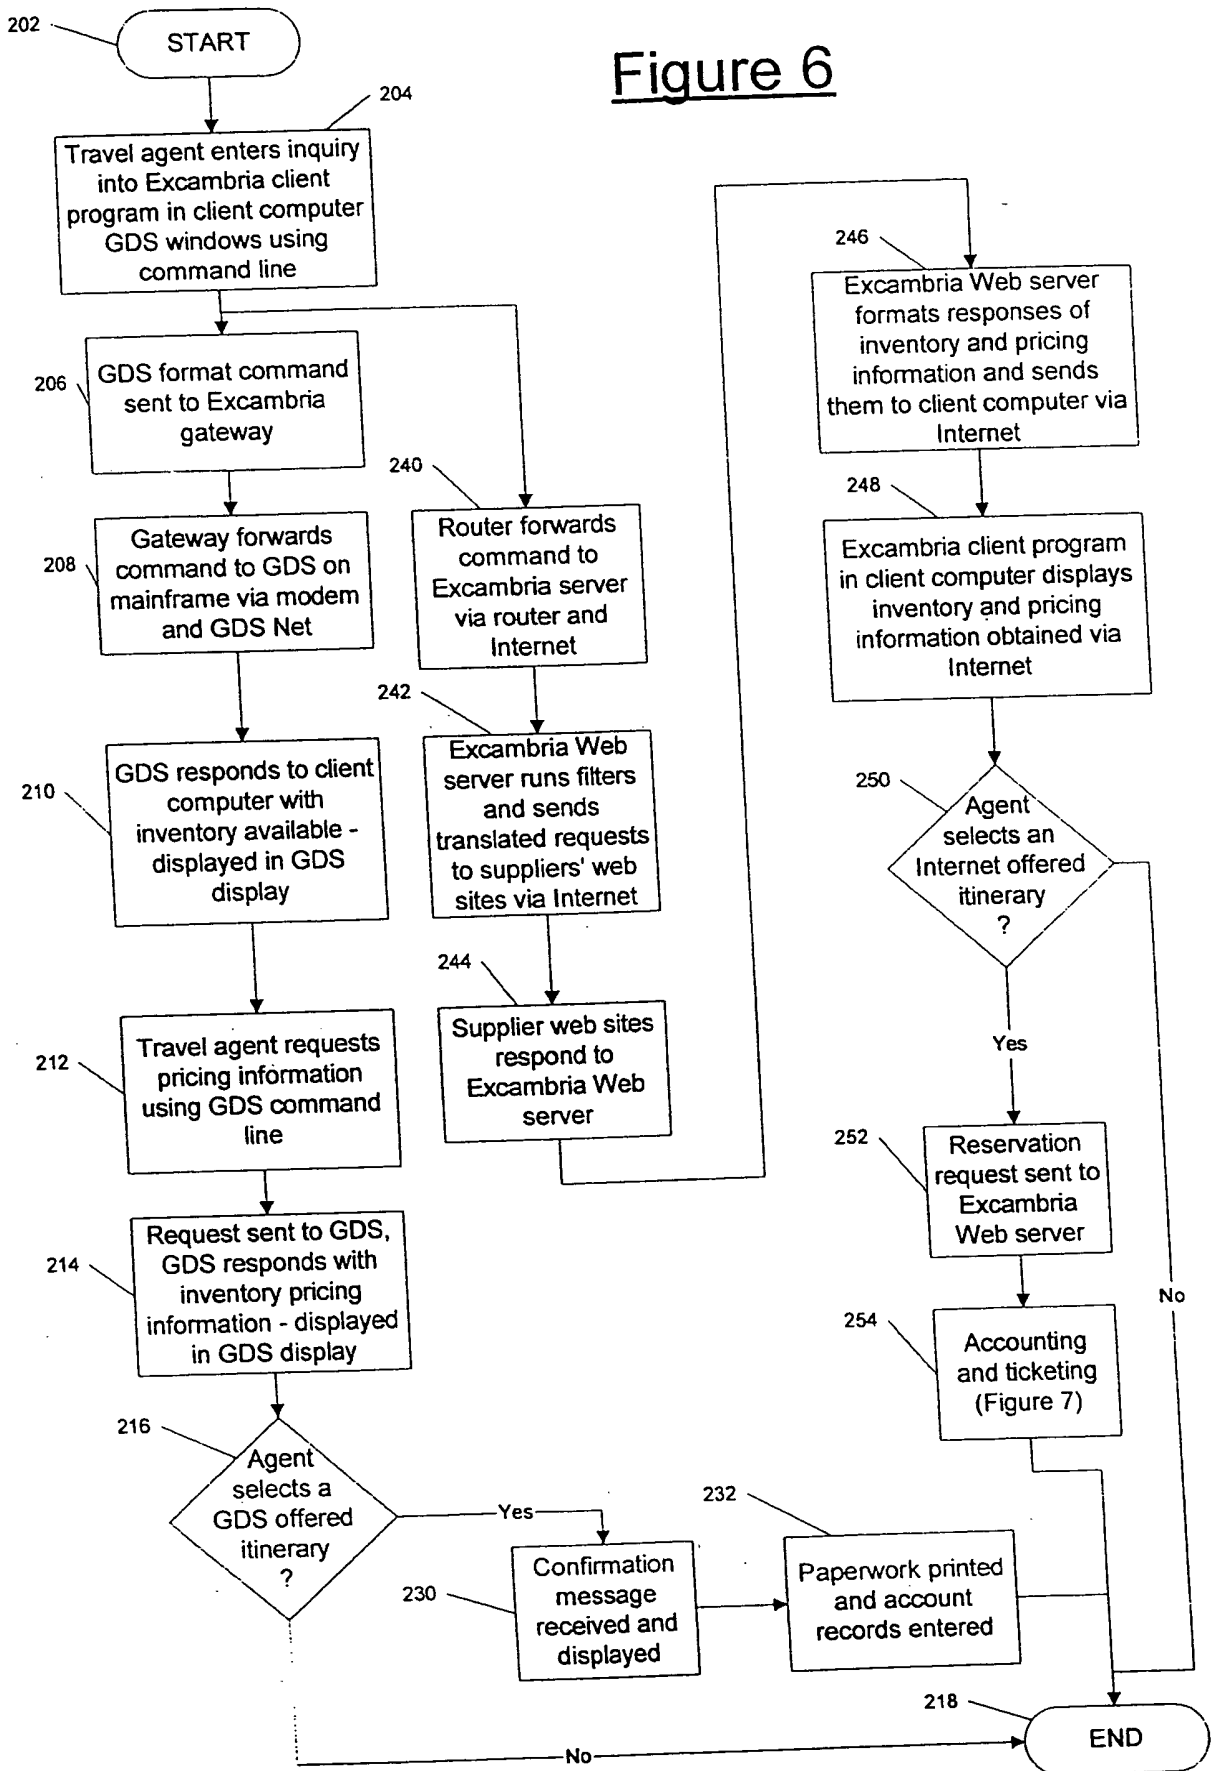 Figure 6
202
START
204
Travel agent enters inquiry
into Excambria client
program in client computer
GDS windows using
command line
206
GDS format command
sent to Excambria
gateway
208
Gateway forwards
command to GDS on
mainframe via modem
and GDS Net
210
GDS responds to client
computer with
inventory available -
displayed in GDS
display
212
Travel agent requests
pricing information
using GDS command
line
214
Request sent to GDS,
GDS responds with
inventory pricing
information - displayed
in GDS display
216
Agent
selects a
GDS offered
itinerary
?
Yes
No
230
Confirmation
message
received and
displayed
232
Paperwork printed
and account
records entered
240
Router forwards
command to
Excambria server
via router and
Internet
242
Excambria Web
server runs filters
and sends
translated requests
to suppliers' web
sites via Internet
244
Supplier web sites
respond to
Excambria Web
server
246
Excambria Web server
formats responses of
inventory and pricing
information and sends
them to client computer via
Internet
248
Excambria client program
in client computer displays
inventory and pricing
information obtained via
Internet
250
Agent
selects an
Internet offered
itinerary
?
Yes
No
252
Reservation
request sent to
Excambria
Web server
254
Accounting
and ticketing
(Figure 7)
218
END